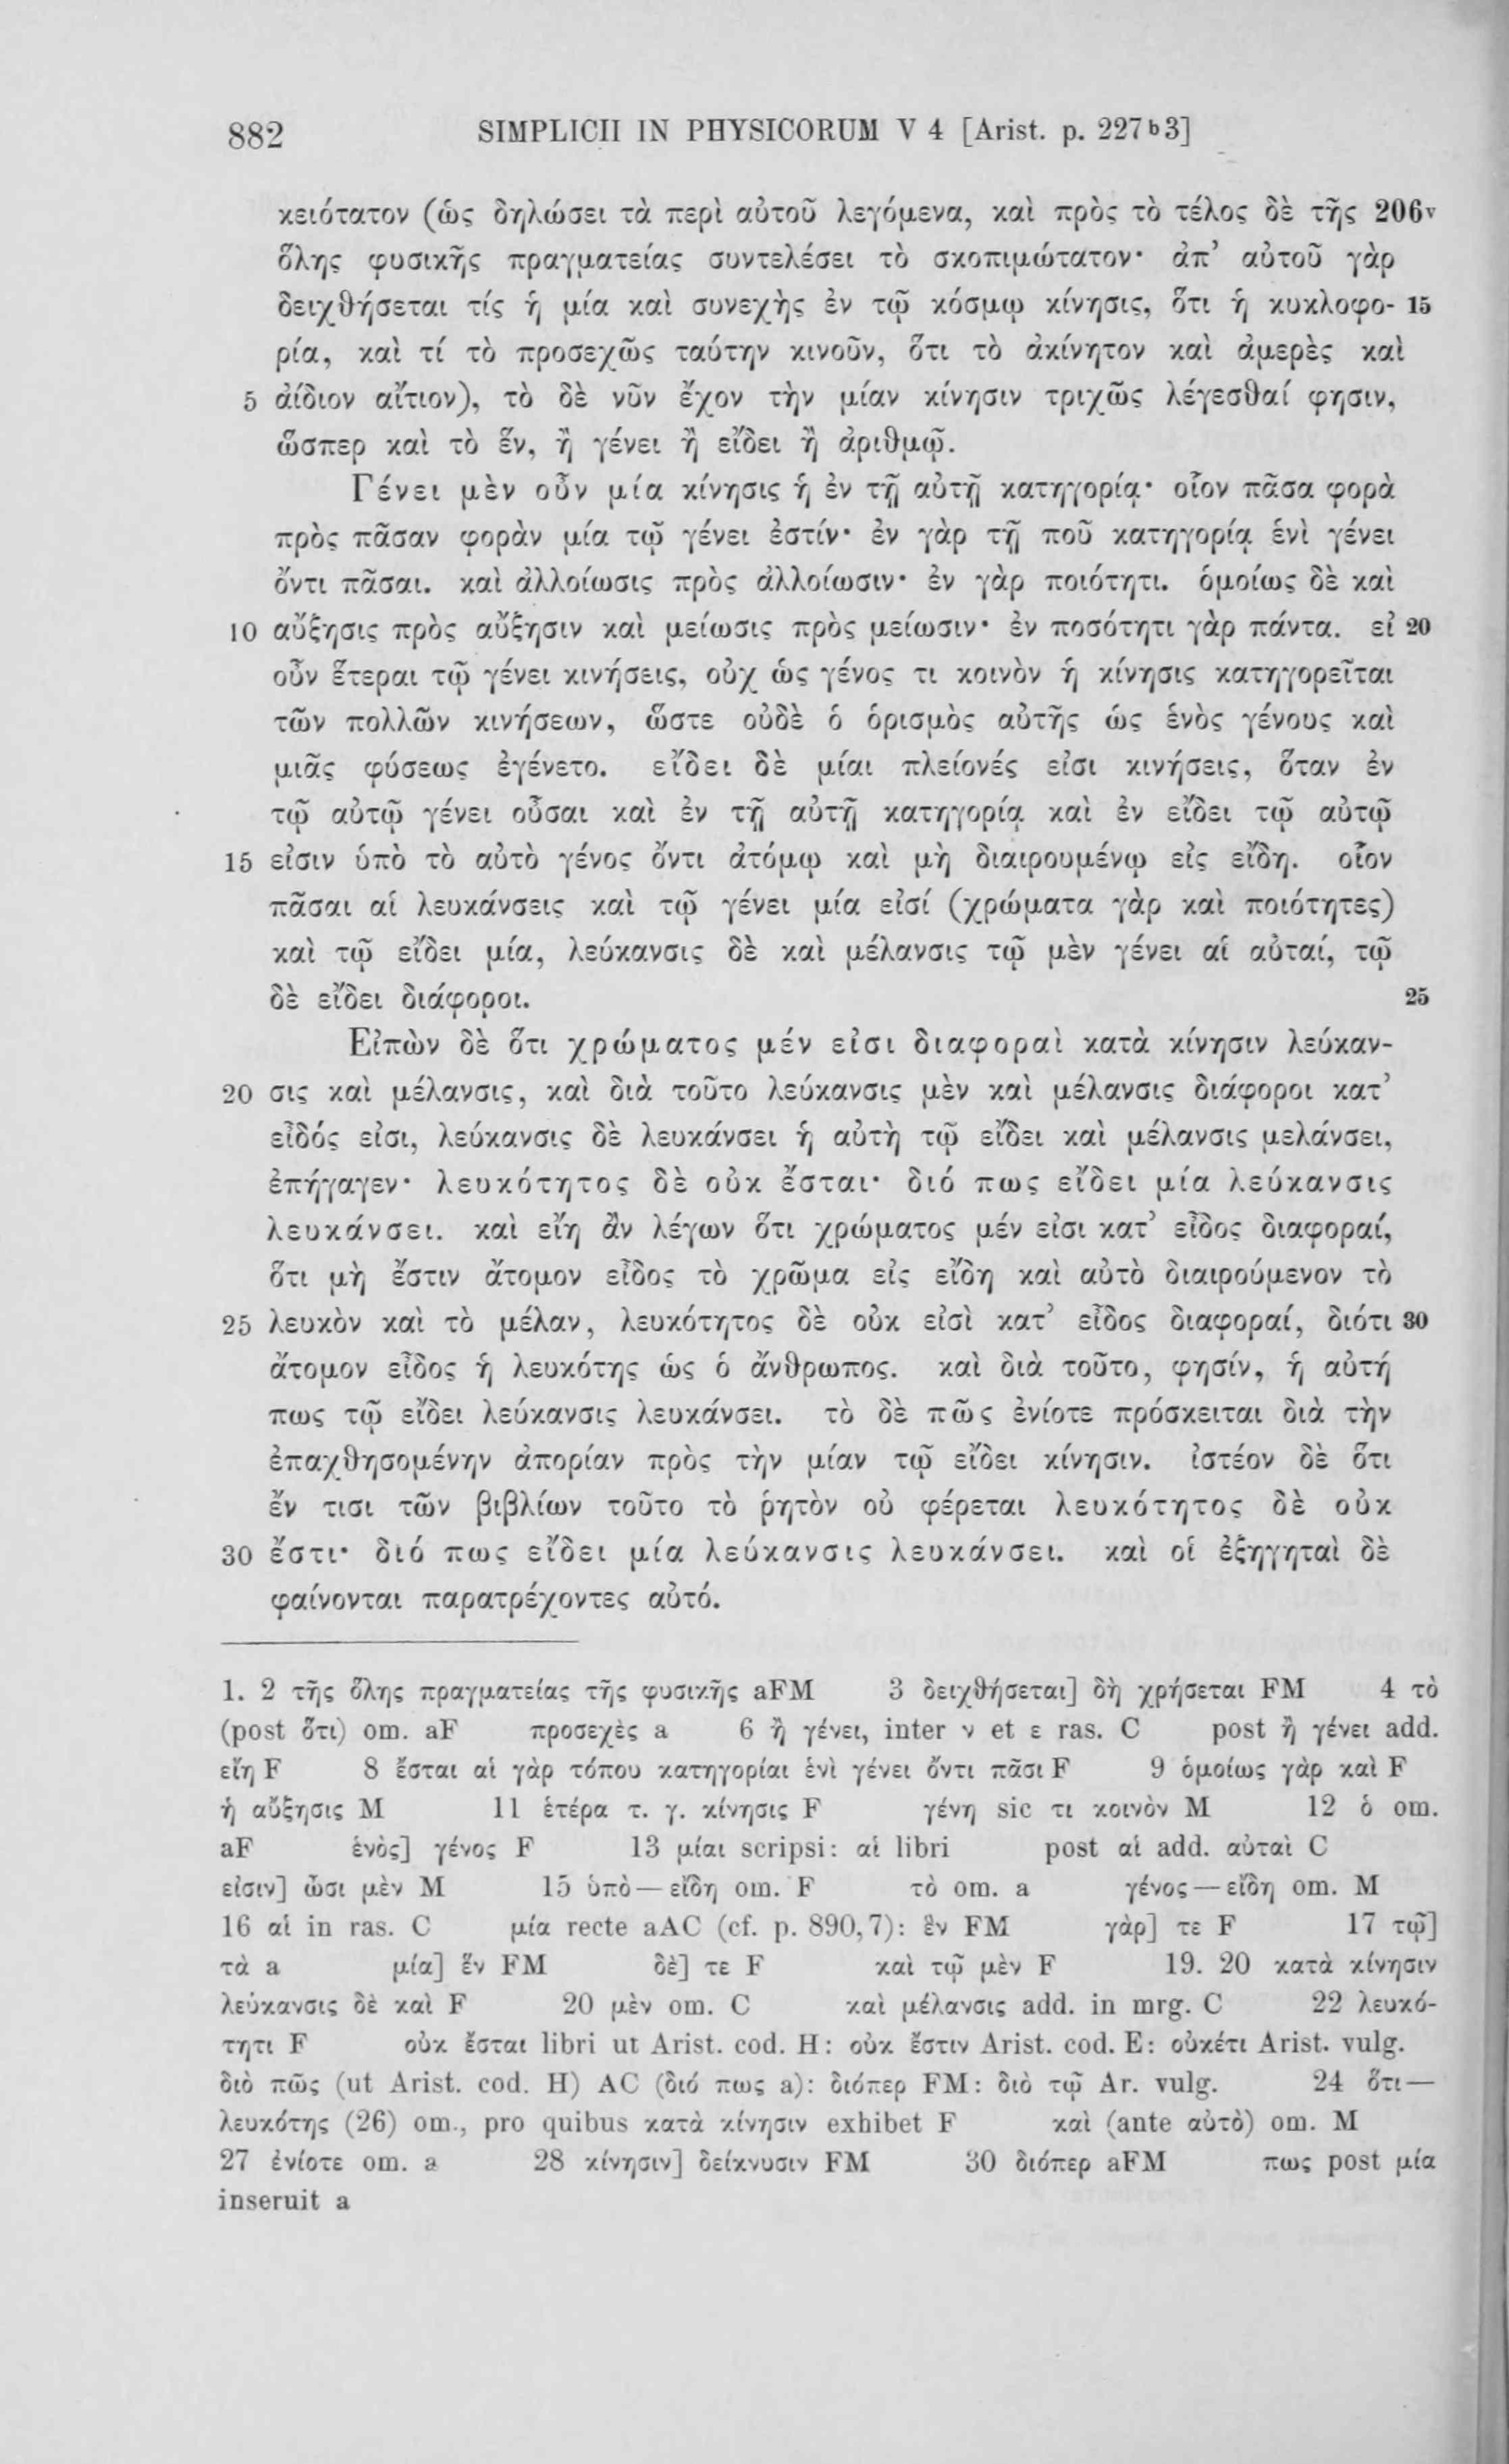 882 SIMPLICII IN PHYSICORUM V 4 [Arist. p. 227 b 3]
κειότατον (ὡς δηλώσει τὰ περὶ αὐτοῦ λεγόμενα, καὶ πρὸς τὸ τέλος δὲ τῆς 206v
ὅλης φυσικῆς πραγματείας συντελέσει τὸ σκοπιμώτατον· ἀπ’ αὐτοῦ γὰρ
δειχθήσεται τίς ἡ μία καὶ συνεχὴς ἐν τῷ κόσμῳ κίνησις, ὅτι ἡ κυκλοφο- 15
ρία, καὶ τί τὸ προσεχῶς ταύτην κινοῦν, ὅτι τὸ ἀκίνητον καὶ ἀμερὲς καὶ
5 ἀίδιον αἴτιον), τὸ δὲ νῦν ἔχον τὴν μίαν κίνησιν τριχῶς λέγεσθαί φησιν,
ὥσπερ καὶ τὸ ἕν, ἢ γένει ἢ εἴδει ἢ ἀριθμῷ.
Γένει μὲν οὖν μία κίνησις ἡ ἐν τῇ αὐτῇ κατηγορίᾳ· οἷον πᾶσα φορὰ
πρὸς πᾶσαν φορὰν μία τῷ γένει ἐστίν· ἐν γὰρ τῇ ποῦ κατηγορίᾳ ἑνὶ γένει
ὄντι πᾶσαι. καὶ ἀλλοίωσις πρὸς ἀλλοίωσιν· ἐν γὰρ ποιότητι. ὁμοίως δὲ καὶ
10 αὔξησις πρὸς αὔξησιν καὶ μείωσις πρὸς μείωσιν· ἐν ποσότητι γὰρ πάντα. εἰ 20
οὖν ἕτεραι τῷ γένει κινήσεις, οὐχ ὡς γένος τι κοινὸν ἡ κίνησις κατηγορεῖται
τῶν πολλῶν κινήσεων, ὥστε οὐδὲ ὁ ὁρισμὸς αὐτῆς ὡς ἑνὸς γένους καὶ
μιᾶς φύσεως ἐγένετο. εἴδει δὲ μίαι πλείονές εἰσι κινήσεις, ὅταν ἐν
τῷ αὐτῷ γένει οὖσαι καὶ ἐν τῇ αὐτῇ κατηγορίᾳ καὶ ἐν εἴδει τῷ αὐτῷ
15 εἰσιν ὑπὸ τὸ αὐτὸ γένος ὄντι ἀτόμῳ καὶ μὴ διαιρουμένῳ εἰς εἴδη. οἷον
πᾶσαι αἱ λευκάνσεις καὶ τῷ γένει μία εἰσί (χρώματα γὰρ καὶ ποιότητες)
καὶ τῷ εἴδει μία, λεύκανσις δὲ καὶ μέλανσις τῷ μὲν γένει αἱ αὐταί, τῷ
δὲ εἴδει διάφοροι. 25
Εἰπὼν δὲ ὅτι χρώματος μέν εἰσι διαφοραὶ κατὰ κίνησιν λεύκαν-
20 σις καὶ μέλανσις, καὶ διὰ τοῦτο λεύκανσις μὲν καὶ μέλανσις διάφοροι κατ’
εἶδός εἰσι, λεύκανσις δὲ λευκάνσει ἡ αὐτὴ τῷ εἴδει καὶ μέλανσις μελάνσει,
ἐπήγαγεν· λευκότητος δὲ οὐκ ἔσται· διό πως εἴδει μία λεύκανσις
λευκάνσει. καὶ εἴη ἂν λέγων ὅτι χρώματος μέν εἰσι κατ’ εἶδος διαφοραί,
ὅτι μὴ ἔστιν ἄτομον εἶδος τὸ χρῶμα εἰς εἴδη καὶ αὐτὸ διαιρούμενον τὸ
25 λευκὸν καὶ τὸ μέλαν, λευκότητος δὲ οὐκ εἰσὶ κατ’ εἶδος διαφοραί, διότι 30
ἄτομον εἶδος ἡ λευκότης ὡς ὁ ἄνθρωπος. καὶ διὰ τοῦτο, φησίν, ἡ αὐτή
πως τῷ εἴδει λεύκανσις λευκάνσει. τὸ δὲ πῶς ἐνίοτε πρόσκειται διὰ τὴν
ἐπαχθησομένην ἀπορίαν πρὸς τὴν μίαν τῷ εἴδει κίνησιν. ἰστέον δὲ ὅτι
ἔν τισι τῶν βιβλίων τοῦτο τὸ ῥητὸν οὐ φέρεται λευκότητος δὲ οὐκ
30 ἔστι· διό πως εἴδει μία λεύκανσις λευκάνσει. καὶ οἱ ἐξηγηταὶ δὲ
φαίνονται παρατρέχοντες αὐτό.
1. 2 τῆς ὅλης πραγματείας τῆς φυσικῆς aFM 3 δειχθήσεται] δὴ χρήσεται FM 4 τὸ
(post ὅτι) om. aF προσεχὲς a 6 ἢ γένει, inter ν et ε ras. C post ἢ γένει add.
εἴη F 8 ἔσται αἱ γὰρ τόπου κατηγορίαι ἑνὶ γένει ὄντι πᾶσι F 9 ὁμοίως γὰρ καὶ F
ἡ αὔξησις M 11 ἑτέρα τ. γ. κίνησις F γένη sic τι κοινὸν M 12 ὁ om.
aF ἑνὸς] γένος F 13 μίαι scripsi: αἱ libri post αἱ add. αὐταὶ C
εἰσιν] ὦσι μὲν M 15 ὑπὸ — εἴδη om. F τὸ om. a γένος — εἴδη om. M
16 αἱ in ras. C μία recte aAC (cf. p. 890,7): ἓν FM γὰρ] τε F 17 τῷ]
τὰ a μία] ἓν FM δὲ] τε F καὶ τῷ μὲν F 19. 20 κατὰ κίνησιν
λεύκανσις δὲ καὶ F 20 μὲν om. C καὶ μέλανσις add. in mrg. C 22 λευκό-
τητι F οὐκ ἔσται libri ut Arist. cod. H: οὐκ ἔστιν Arist. cod. E: οὐκέτι Arist. vulg.
διὸ πῶς (ut Arist. cod. H) AC (διό πως a): διόπερ FM: διὸ τῷ Ar. vulg. 24 ὅτι —
λευκότης (26) om., pro quibus κατὰ κίνησιν exhibet F καὶ (ante αὐτὸ) om. M
27 ἐνίοτε om. a 28 κίνησιν] δείκνυσιν FM 30 διόπερ aFM πως post μία
inseruit a